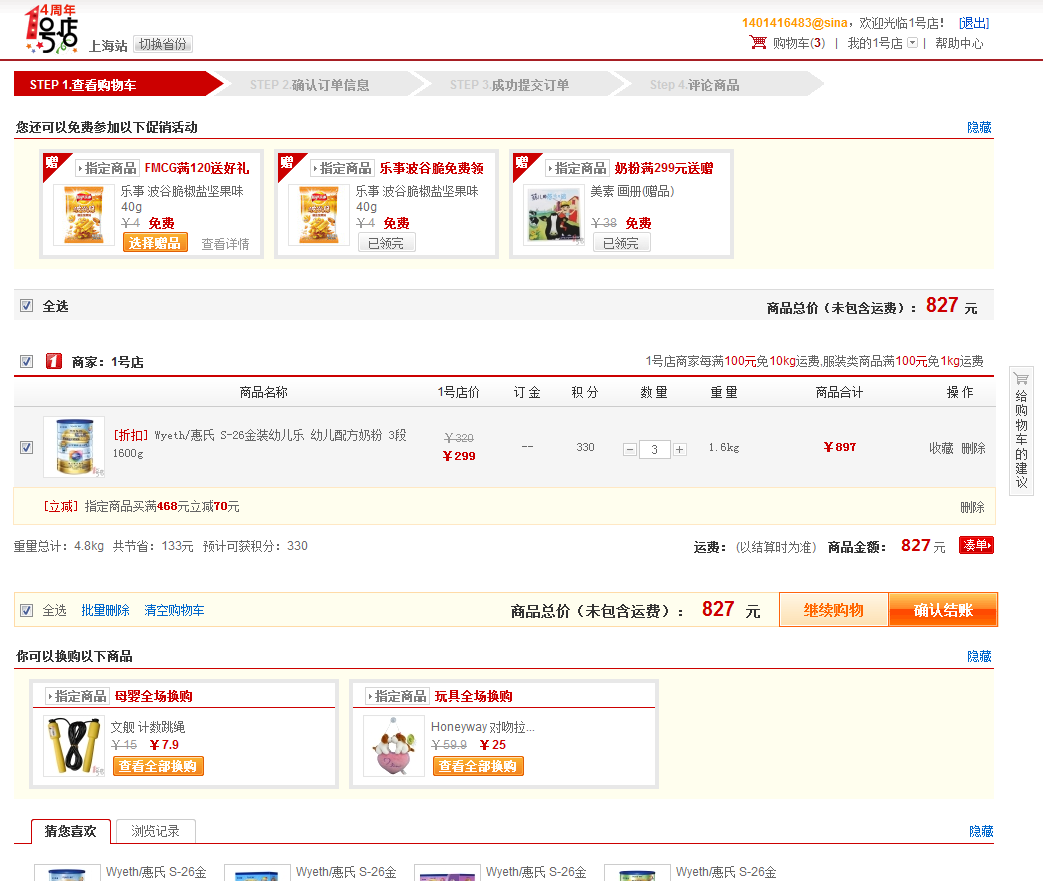 4周年
1号店
上海站 切换省份
1401416483@sina，欢迎光临1号店！ [退出]
购物车(3) | 我的1号店 | 帮助中心
STEP 1.查看购物车
STEP 2.确认订单信息
STEP 3.成功提交订单
Step 4.评论商品
您还可以免费参加以下促销活动
隐藏
赠 指定商品 FMCG满120送好礼
乐事 波谷脆椒盐坚果味
40g
￥4 免费
选择赠品 查看详情
赠 指定商品 乐事波谷脆免费领
乐事 波谷脆椒盐坚果味
40g
￥4 免费
已领完
赠 指定商品 奶粉满299元送赠
美素 画册(赠品)
￥38 免费
已领完
全选
商品总价（未包含运费）： 827 元
1 商家：1号店
1号店商家每满100元免10kg运费,服装类商品满100元免1kg运费
商品名称 1号店价 订 金 积 分 数 量 重 量 商品合计 操 作
[折扣] Wyeth/惠氏 S-26金装幼儿乐 幼儿配方奶粉 3段
1600g
￥320
￥299
--
330
3
1.6kg
￥897
收藏 删除
[立减] 指定商品买满468元立减70元
删除
重量总计：4.8kg 共节省：133元 预计可获积分：330
运费：(以结算时为准) 商品金额： 827 元 凑单
全选 批量删除 清空购物车
商品总价（未包含运费）： 827 元
继续购物
确认结账
你可以换购以下商品
隐藏
指定商品 母婴全场换购
文舰 计数跳绳
￥15 ￥7.9
查看全部换购
指定商品 玩具全场换购
Honeyway 对吻拉...
￥59.9 ￥25
查看全部换购
猜您喜欢 浏览记录
隐藏
Wyeth/惠氏 S-26金
Wyeth/惠氏 S-26金
Wyeth/惠氏 S-26金
Wyeth/惠氏 S-26金
给购物车的建议